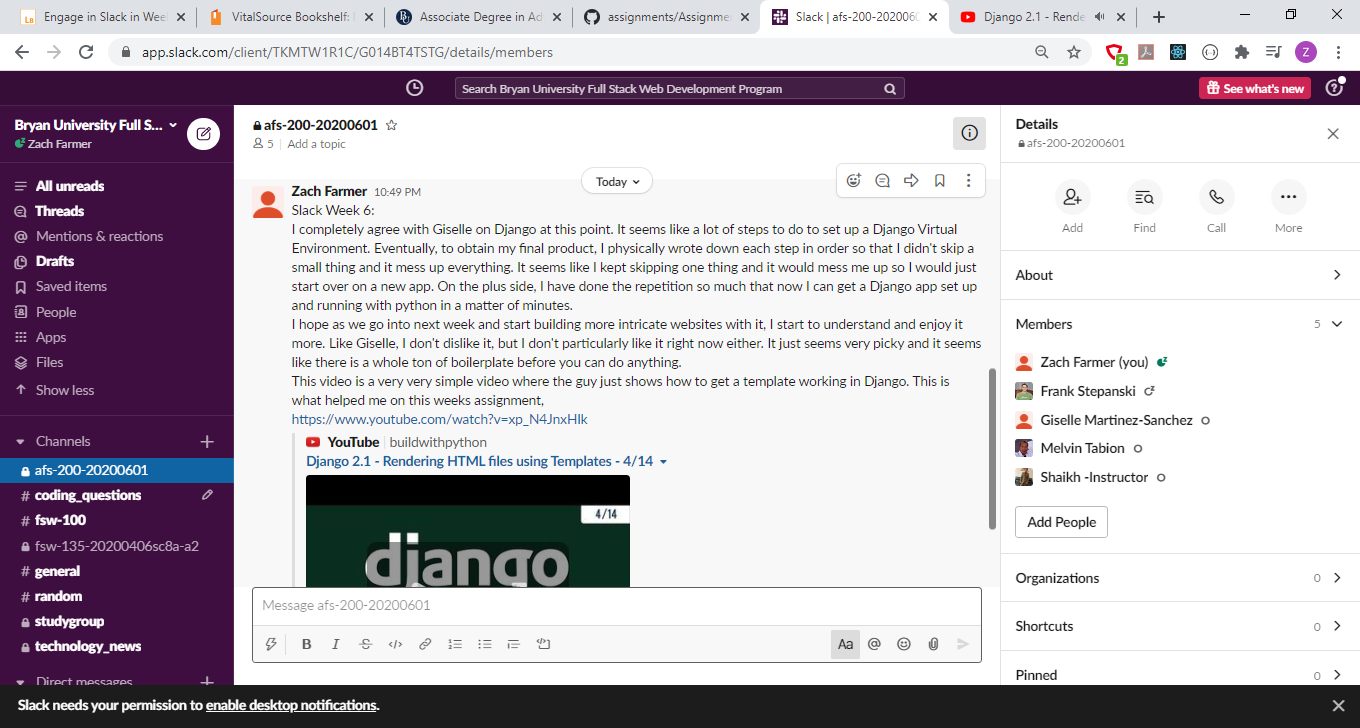 Engage in Slack in Wee
VitalSource Bookshelf:
Associate Degree in Ad
assignments/Assignme
Slack | afs-200-202006
Django 2.1 - Rende
app.slack.com/client/TKMTW1R1C/G014BT4TSTG/details/members
2
Z
Search Bryan University Full Stack Web Development Program
See what's new
Bryan University Full S...
Zach Farmer
All unreads
Threads
Mentions & reactions
Drafts
Saved items
People
Apps
Files
Show less
Channels
afs-200-20200601
# coding_questions
# fsw-100
fsw-135-20200406sc8a-a2
# general
# random
studygroup
technology_news
Direct messages
afs-200-20200601
5 | Add a topic
Today
Zach Farmer 10:49 PM
Slack Week 6:
I completely agree with Giselle on Django at this point. It seems like a lot of steps to do to set up a Django Virtual
Environment. Eventually, to obtain my final product, I physically wrote down each step in order so that I didn't skip a
small thing and it mess up everything. It seems like I kept skipping one thing and it would mess me up so I would just
start over on a new app. On the plus side, I have done the repetition so much that now I can get a Django app set up
and running with python in a matter of minutes.
I hope as we go into next week and start building more intricate websites with it, I start to understand and enjoy it
more. Like Giselle, I don't dislike it, but I don't particularly like it right now either. It just seems very picky and it seems
like there is a whole ton of boilerplate before you can do anything.
This video is a very very simple video where the guy just shows how to get a template working in Django. This is
what helped me on this weeks assignment,
https://www.youtube.com/watch?v=xp_N4JnxHIk
YouTube | buildwithpython
Django 2.1 - Rendering HTML files using Templates - 4/14
4/14
django
Message afs-200-20200601
B I S
Aa @
Details
afs-200-20200601
Add
Find
Call
More
About
Members 5
Zach Farmer (you)
Frank Stepanski
Giselle Martinez-Sanchez
Melvin Tabion
Shaikh -Instructor
Add People
Organizations 0
Shortcuts 0
Pinned 0
Slack needs your permission to enable desktop notifications.